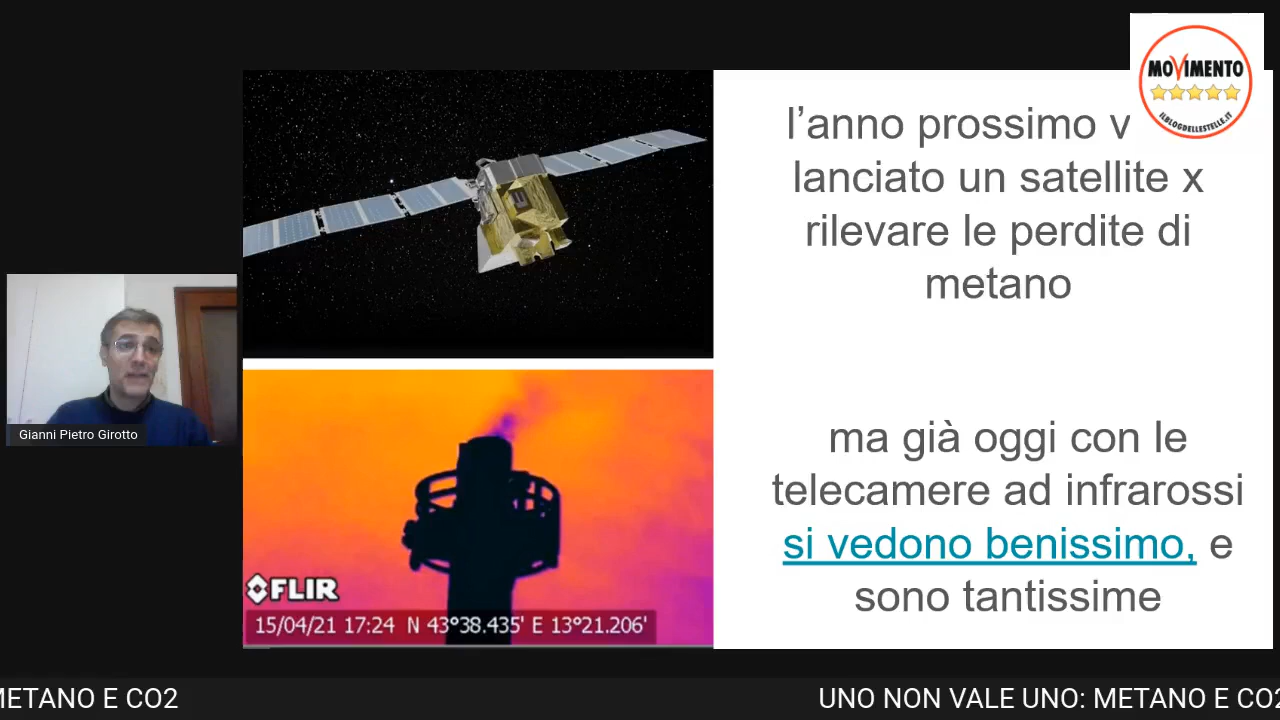 MOVIMENTO
ILBLOGDELLESTELLE.IT
l'anno prossimo v
lanciato un satellite x
rilevare le perdite di
metano
ma già oggi con le
telecamere ad infrarossi
si vedono benissimo, e
sono tantissime
Gianni Pietro Girotto
FLIR
15/04/21 17:24 N 43°38.435' E 13°21.206'
METANO E CO2
UNO NON VALE UNO: METANO E CO2